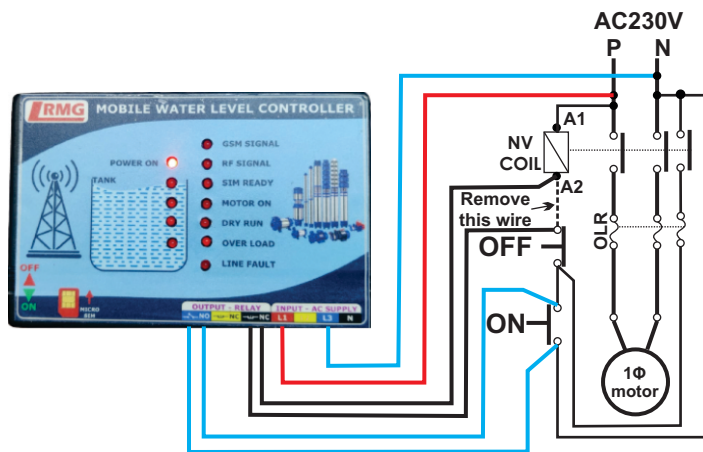 AC230V
P N
LRMG MOBILE WATER LEVEL CONTROLLER
GSM SIGNAL
POWER ON
RF SIGNAL
TANK
SIM READY
MOTOR ON
DRY RUN
OVER LOAD
LINE FAULT
OFF
ON
MICRO
SIM
OUTPUT - RELAY
INPUT - AC SUPPLY
NO
NC
NC
L1
L3
N
A1
NV
COIL
A2
Remove
this wire
OFF
OLR
ON
1Φ
motor